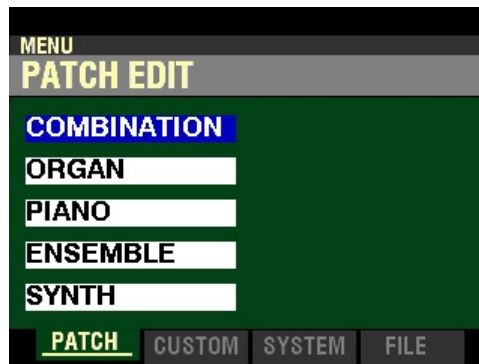 MENU
PATCH EDIT
COMBINATION
ORGAN
PIANO
ENSEMBLE
SYNTH
PATCH CUSTOM SYSTEM FILE